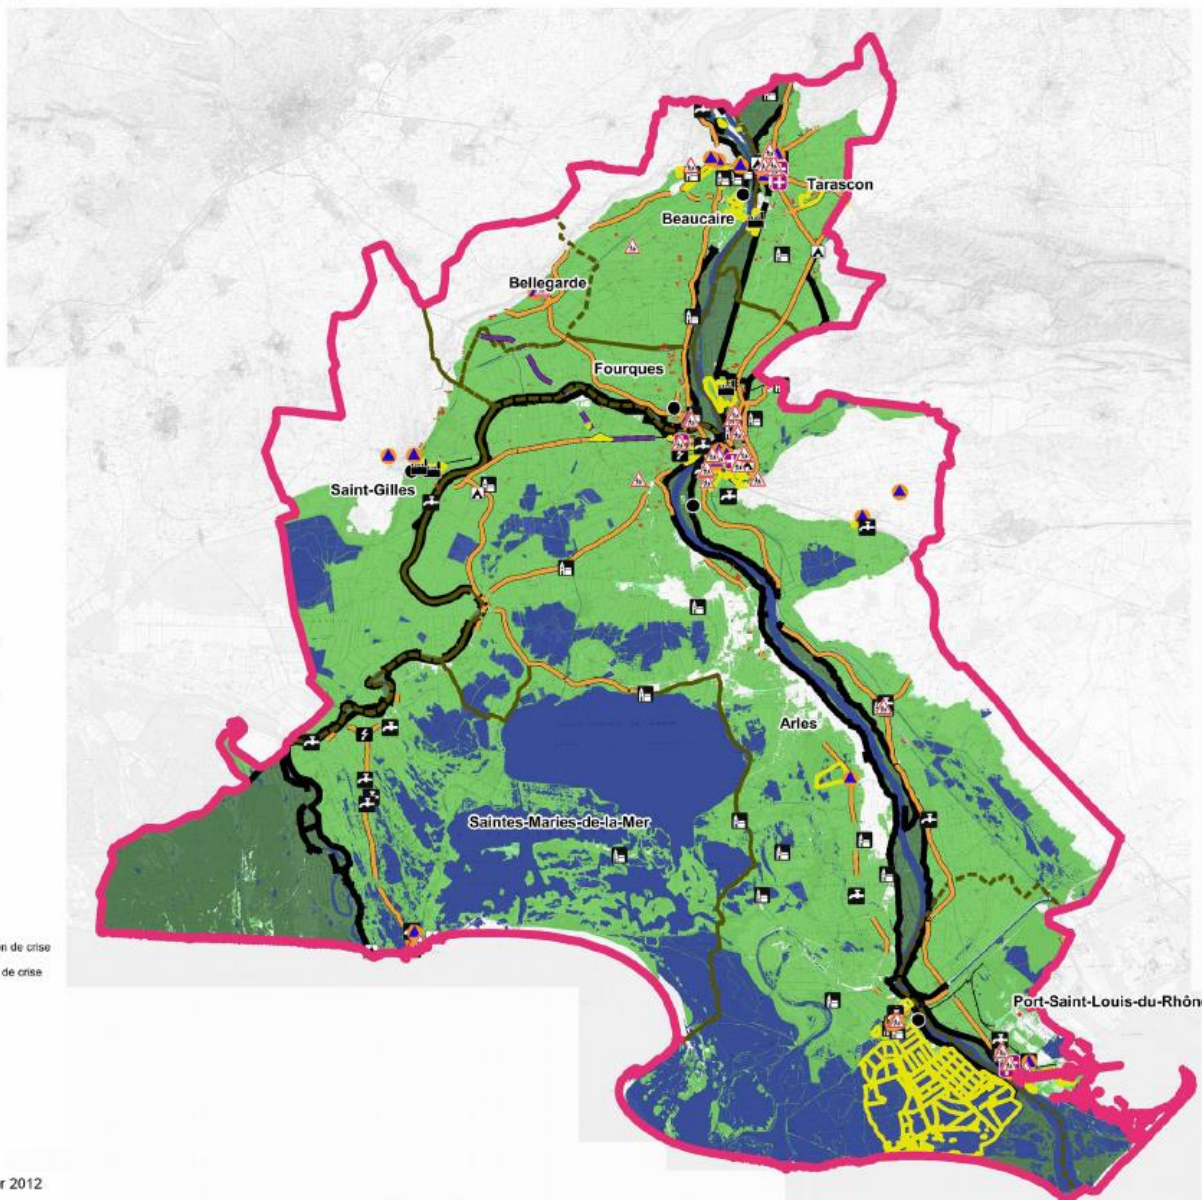 Tarascon
Beaucaire
Bellegarde
Fourques
Saint-Gilles
Arles
Saintes-Maries-de-la-Mer
n de crise
de crise
Port-Saint-Louis-du-Rhôn
r 2012